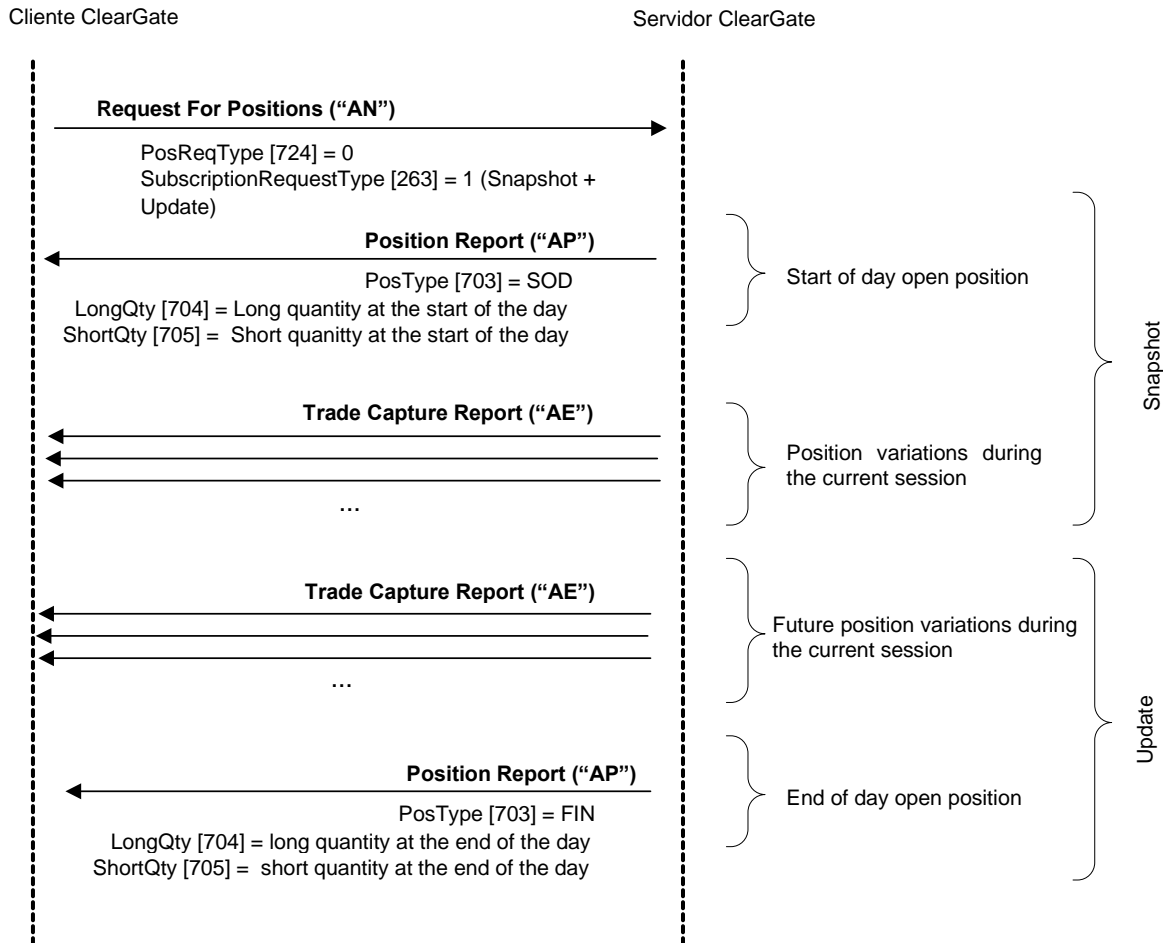 Cliente ClearGate
Servidor ClearGate
Request For Positions (“AN”)
PosReqType [724] = 0
SubscriptionRequestType [263] = 1 (Snapshot +
Update)
Position Report (“AP”)
PosType [703] = SOD
LongQty [704] = Long quantity at the start of the day
ShortQty [705] = Short quanitty at the start of the day
Start of day open position
Trade Capture Report (“AE”)
...
Position variations during
the current session
Snapshot
Trade Capture Report (“AE”)
...
Future position variations during
the current session
Position Report (“AP”)
PosType [703] = FIN
LongQty [704] = long quantity at the end of the day
ShortQty [705] = short quantity at the end of the day
End of day open position
Update